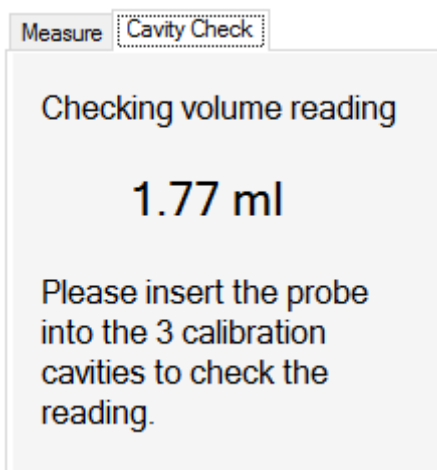 Measure Cavity Check
Checking volume reading
1.77 ml
Please insert the probe
into the 3 calibration
cavities to check the
reading.